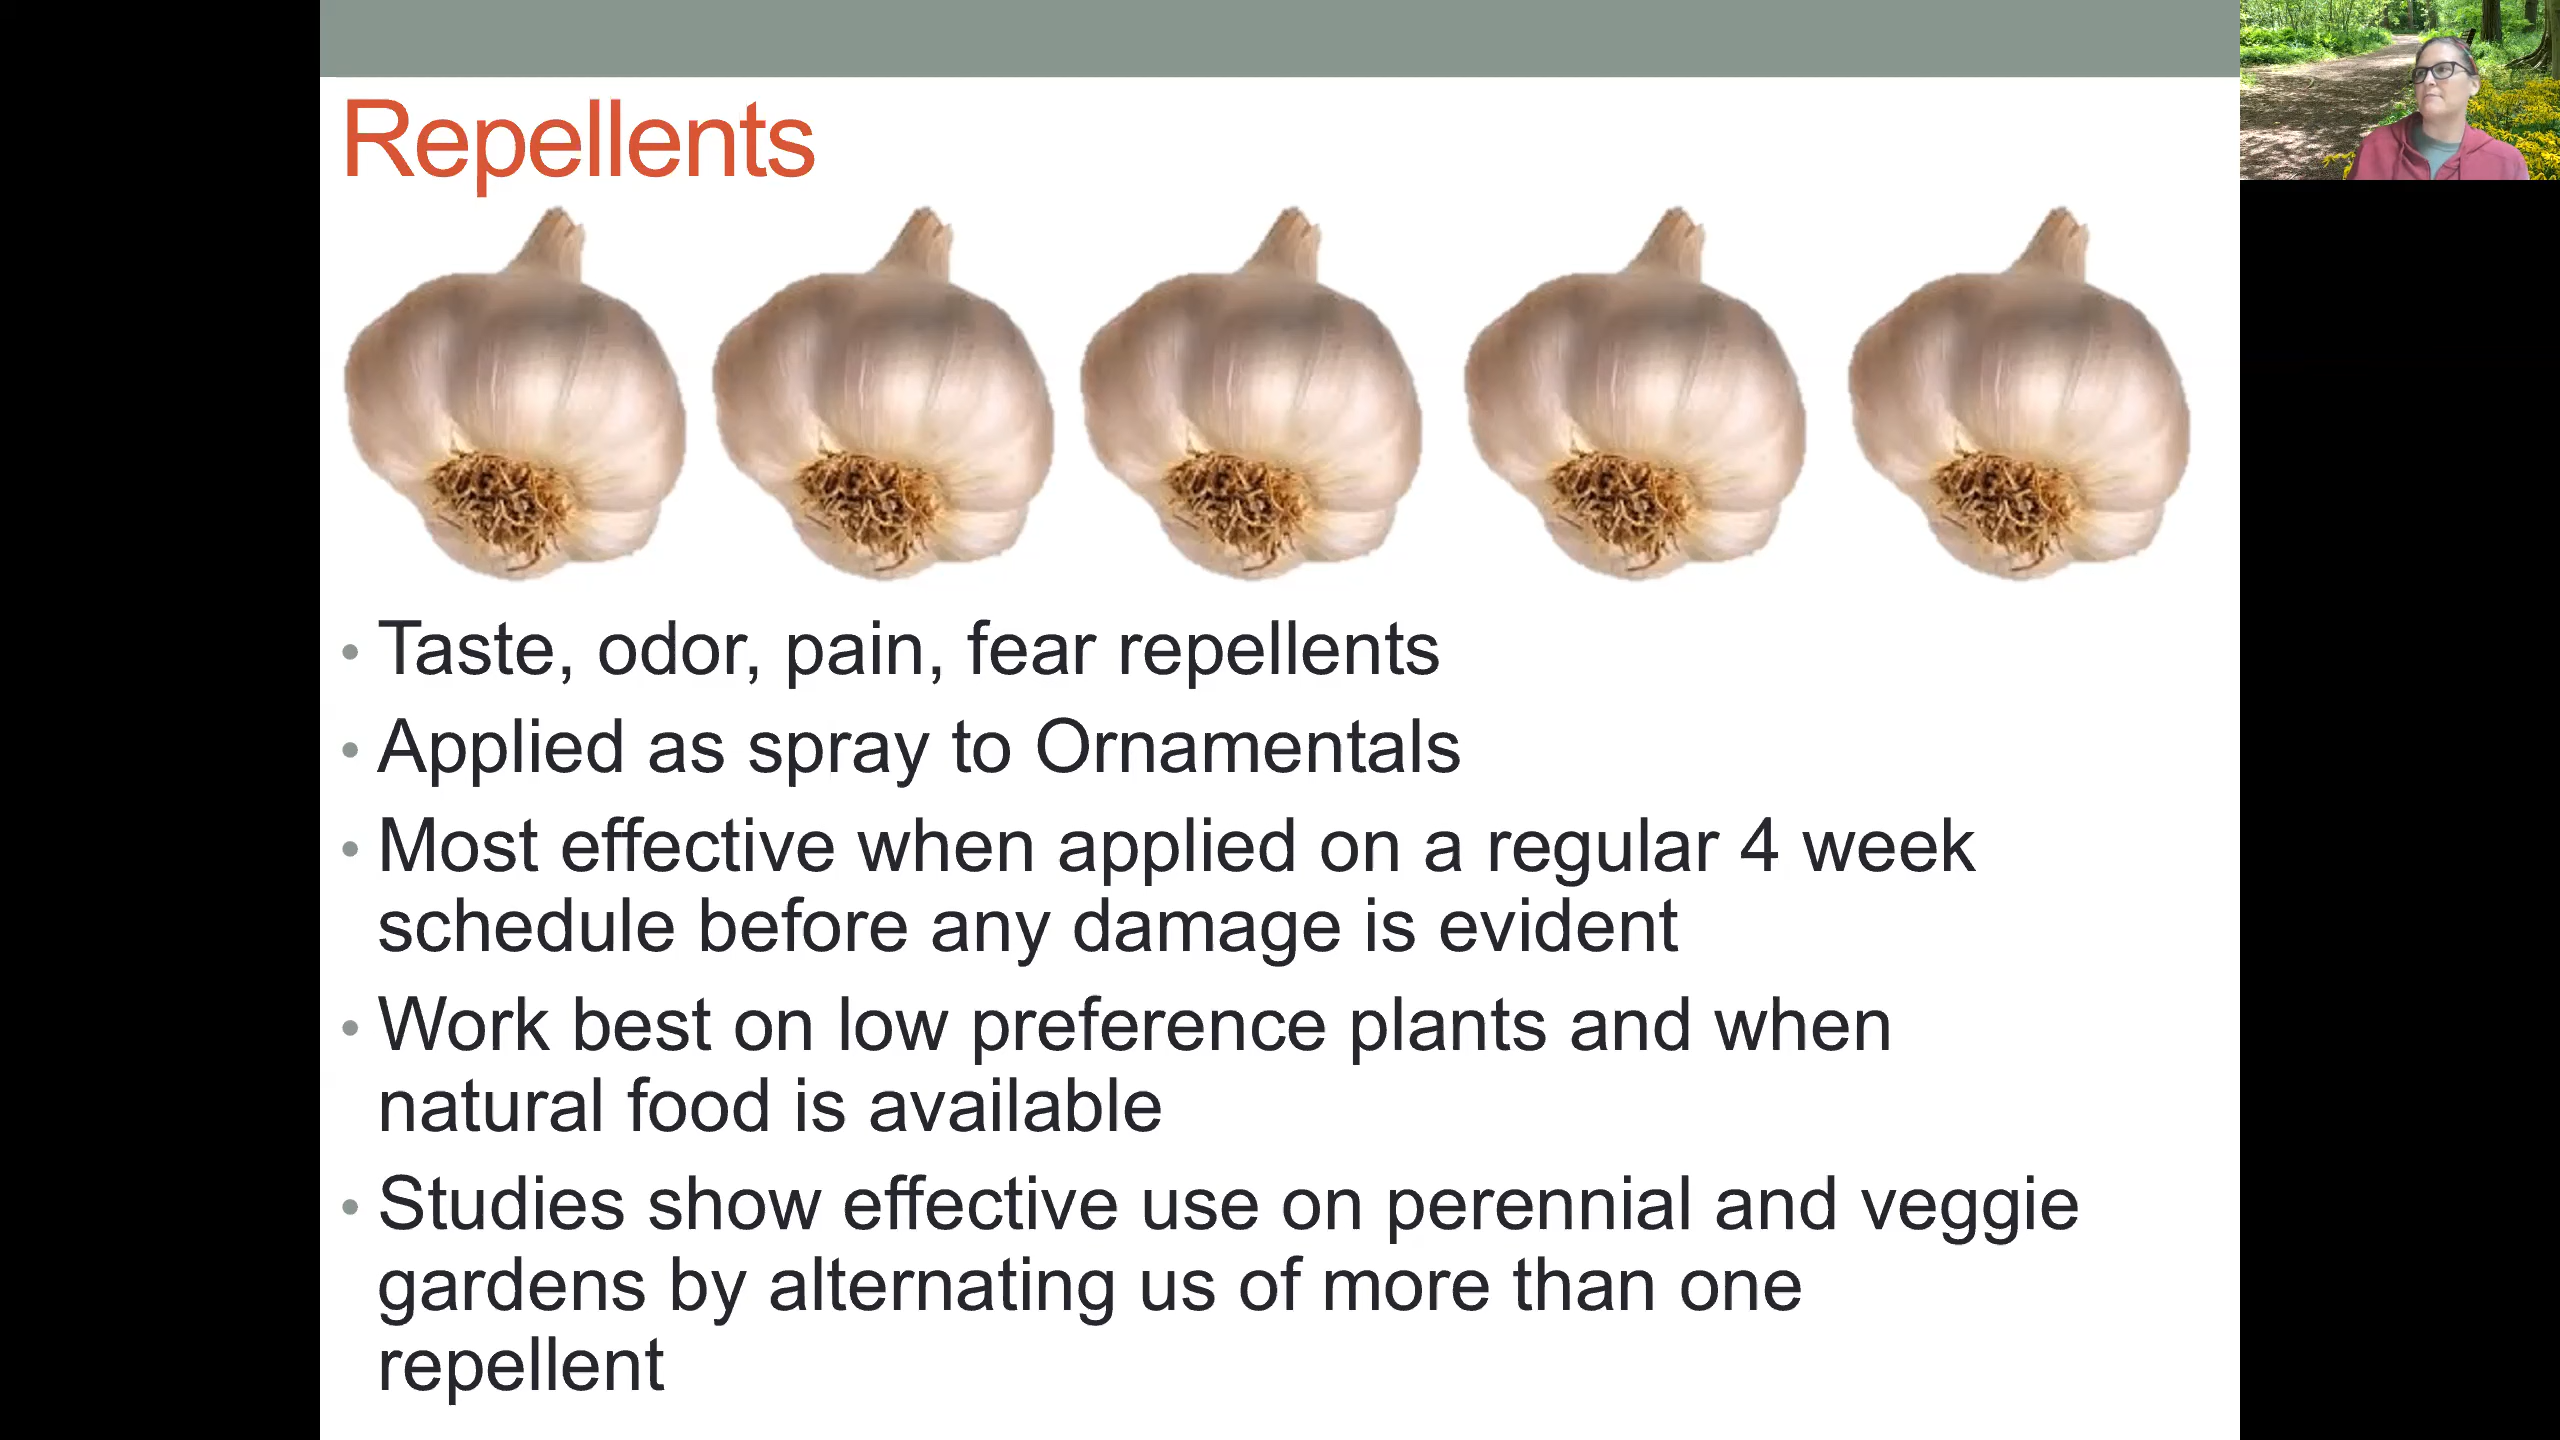 Repellents
• Taste, odor, pain, fear repellents
• Applied as spray to Ornamentals
• Most effective when applied on a regular 4 week
schedule before any damage is evident
• Work best on low preference plants and when
natural food is available
• Studies show effective use on perennial and veggie
gardens by alternating us of more than one
repellent